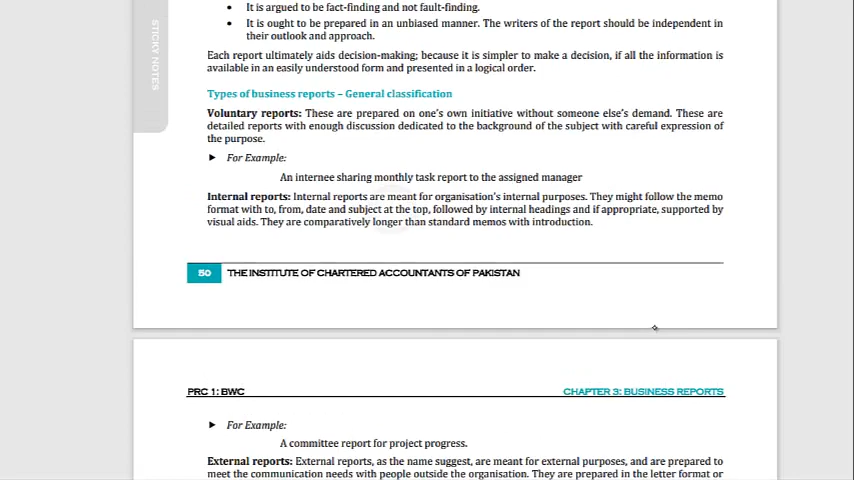 STICKY NOTES
• It is argued to be fact-finding and not fault-finding.
• It is ought to be prepared in an unbiased manner. The writers of the report should be independent in
their outlook and approach.
Each report ultimately aids decision-making; because it is simpler to make a decision, if all the information is
available in an easily understood form and presented in a logical order.
Types of business reports – General classification
Voluntary reports: These are prepared on one's own initiative without someone else's demand. These are
detailed reports with enough discussion dedicated to the background of the subject with careful expression of
the purpose.
For Example:
An internee sharing monthly task report to the assigned manager
Internal reports: Internal reports are meant for organisation's internal purposes. They might follow the memo
format with to, from, date and subject at the top, followed by internal headings and if appropriate, supported by
visual aids. They are comparatively longer than standard memos with introduction.
50 THE INSTITUTE OF CHARTERED ACCOUNTANTS OF PAKISTAN
PRC 1: BWC CHAPTER 3: BUSINESS REPORTS
For Example:
A committee report for project progress.
External reports: External reports, as the name suggest, are meant for external purposes, and are prepared to
meet the communication needs with people outside the organisation. They are prepared in the letter format or